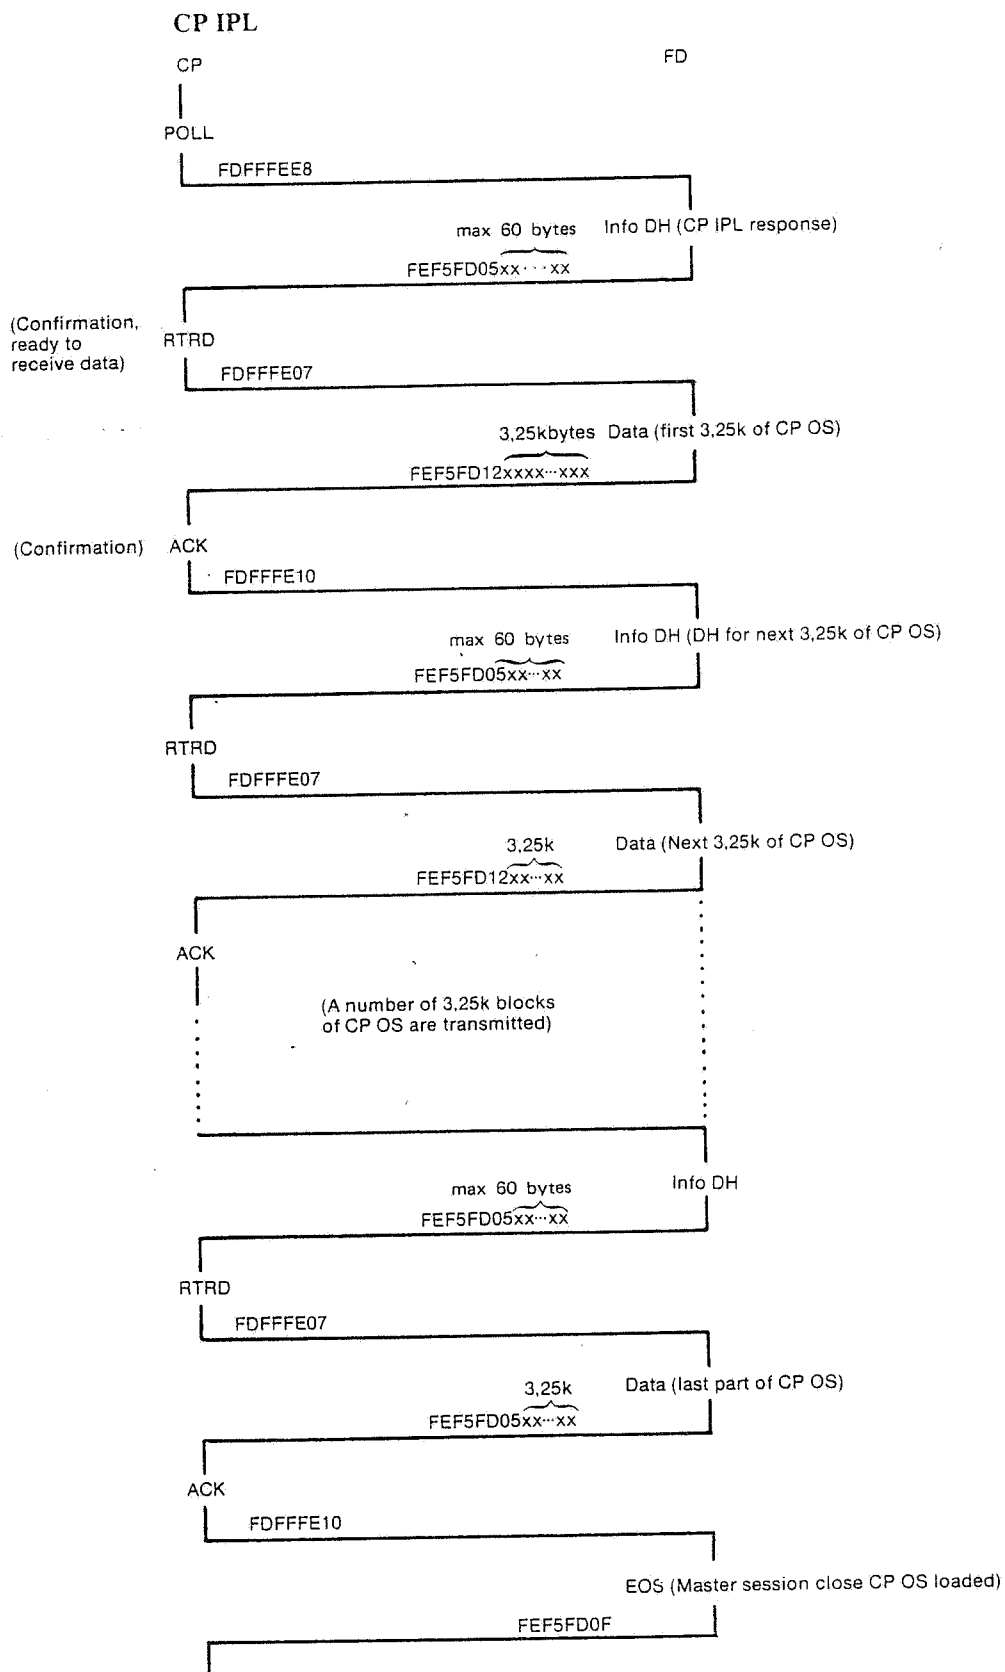 CP IPL
CP
FD
POLL
FDFFFEE8
max 60 bytes Info DH (CP IPL response)
FEF5FD05xx···xx
(Confirmation,
ready to
receive data)
RTRD
FDFFFE07
3,25kbytes Data (first 3,25k of CP OS)
FEF5FD12xxxx···xxx
(Confirmation) ACK
FDFFFE10
max 60 bytes Info DH (DH for next 3,25k of CP OS)
FEF5FD05xx···xx
RTRD
FDFFFE07
3,25k Data (Next 3,25k of CP OS)
FEF5FD12xx···xx
ACK
(A number of 3,25k blocks
of CP OS are transmitted)
max 60 bytes Info DH
FEF5FD05xx···xx
RTRD
FDFFFE07
3,25k Data (last part of CP OS)
FEF5FD05xx···xx
ACK
FDFFFE10
EOS (Master session close CP OS loaded)
FEF5FD0F